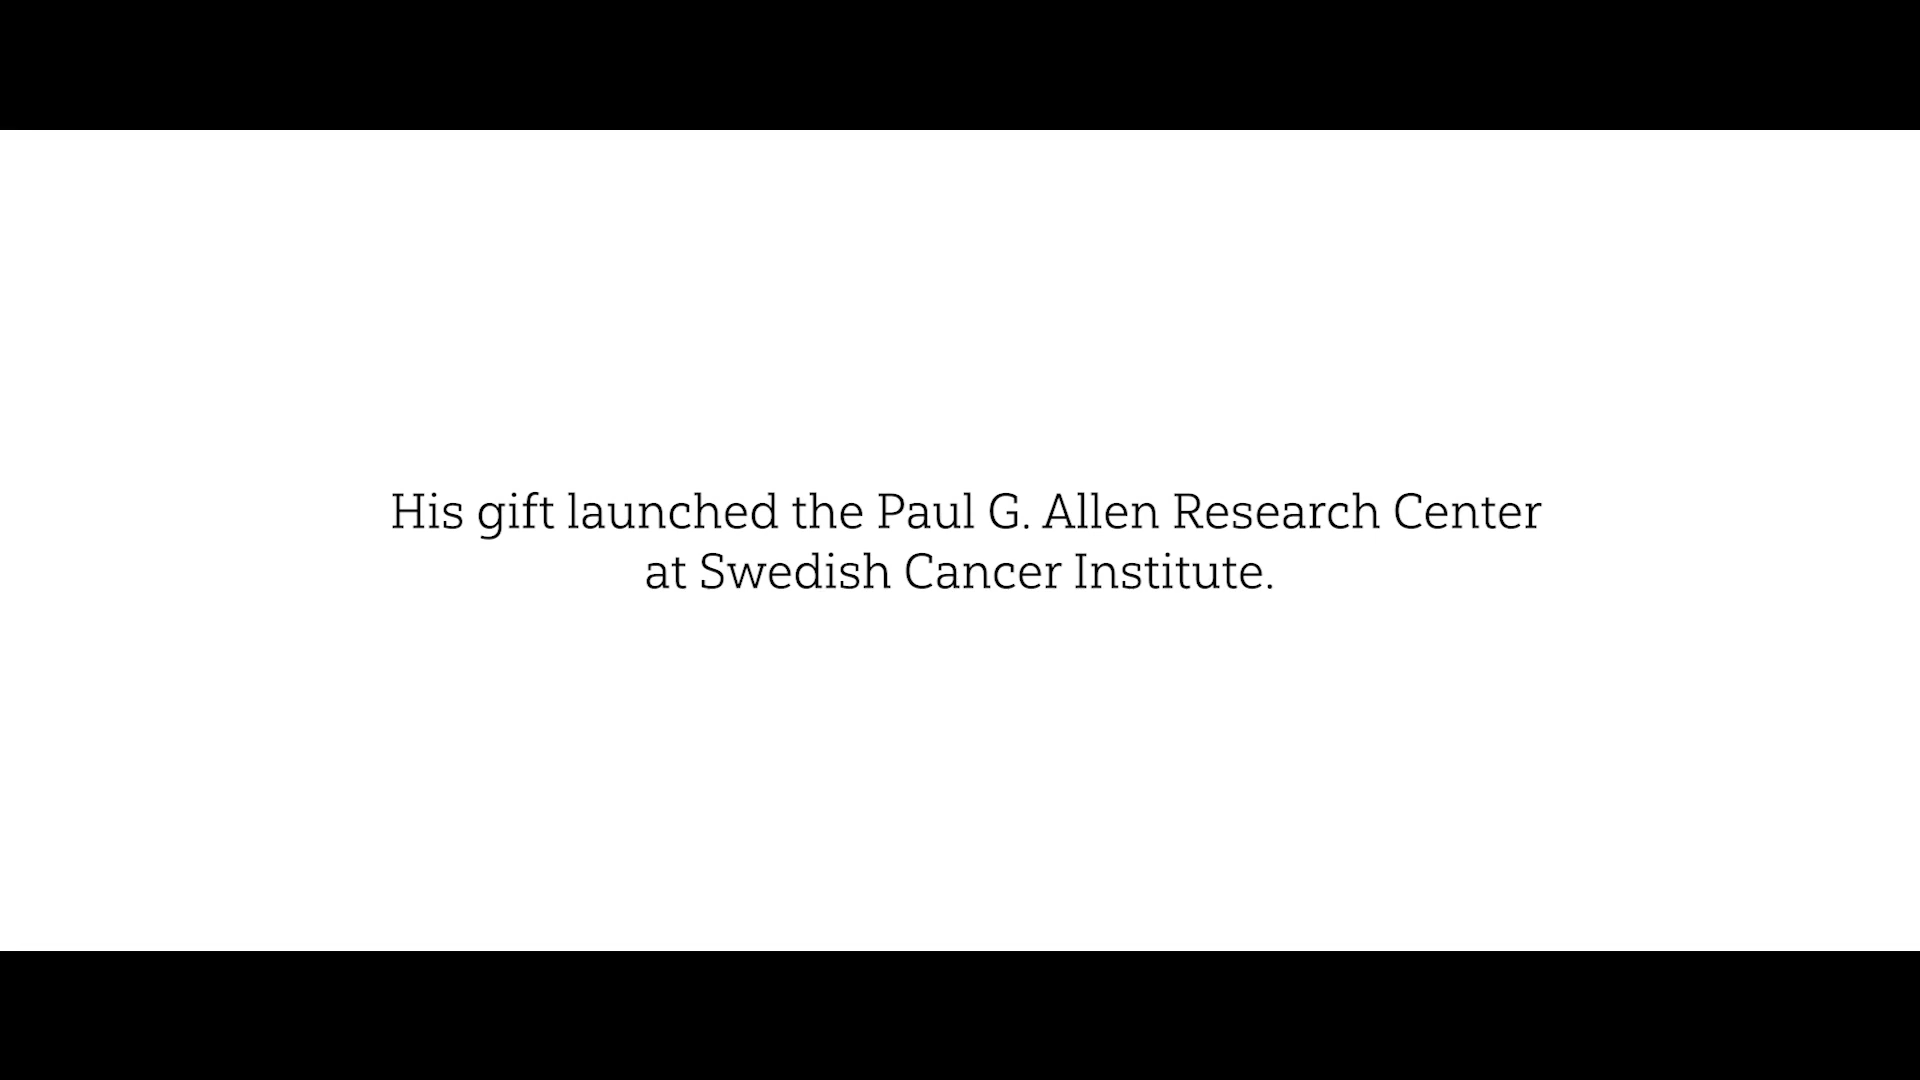 His gift launched the Paul G. Allen Research Center
at Swedish Cancer Institute.